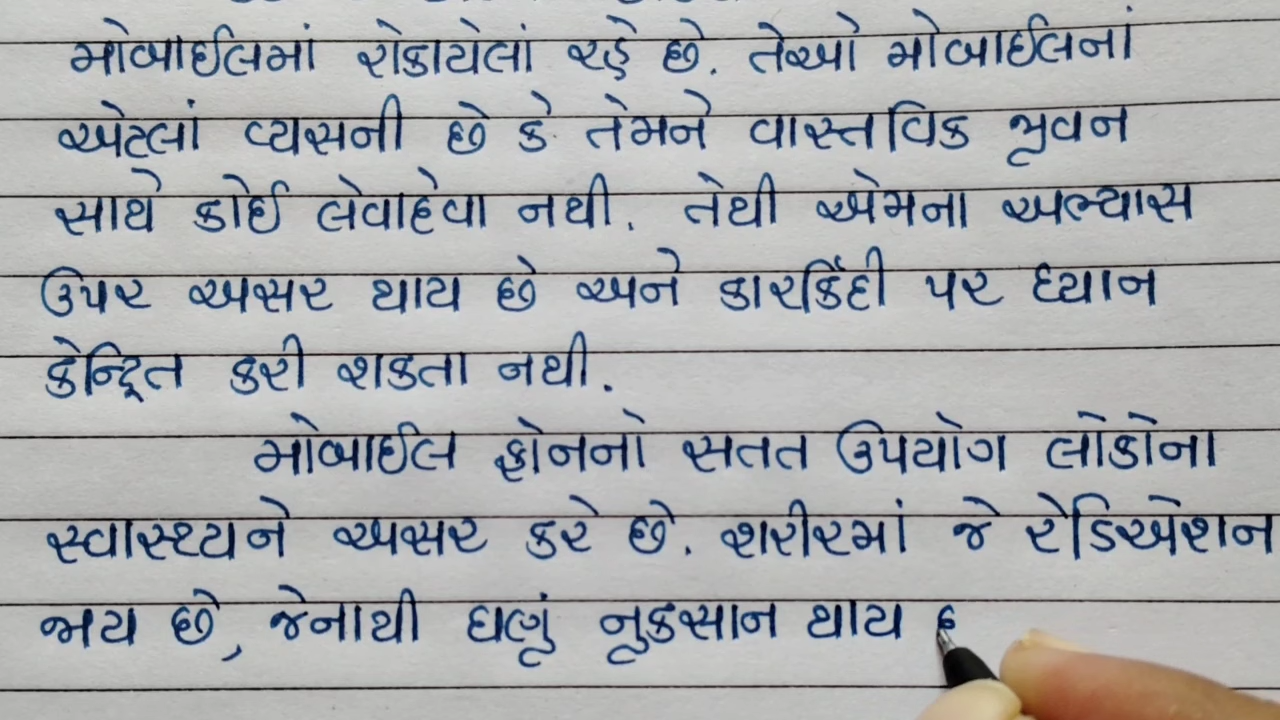 મોબાઈલમાં રોકાયેલાં રહે છે. તેઓ મોબાઈલનાં
એટલાં વ્યસની છે કે તેમને વાસ્તવિક જીવન
સાથે કોઈ લેવાદેવા નથી. તેથી એમના અભ્યાસ
ઉપર અસર થાય છે અને કારકિર્દી પર ધ્યાન
કેન્દ્રિત કરી શકતા નથી.
મોબાઈલ ફોનનો સતત ઉપયોગ લોકોના
સ્વાસ્થ્યને અસર કરે છે. શરીરમાં જે રેડિએશન
જાય છે, જેનાથી ઘણું નુકસાન થાય